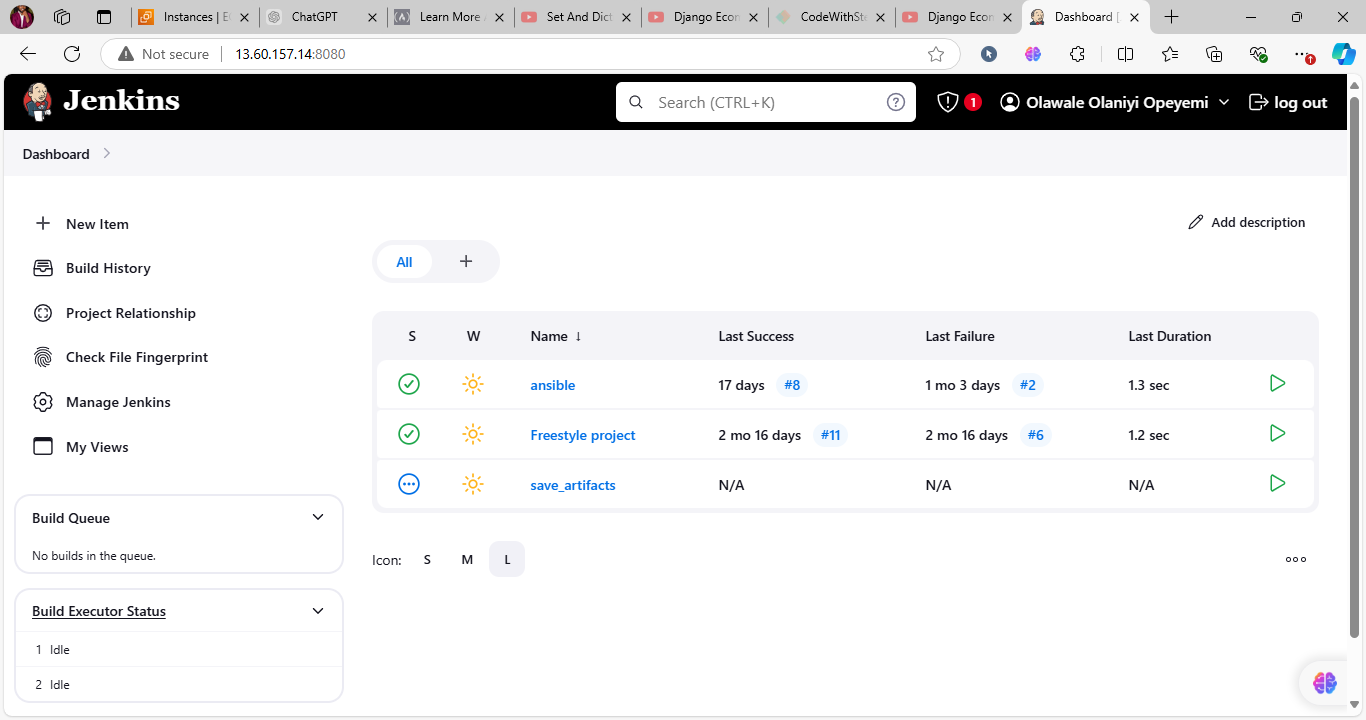 Instances | E
ChatGPT
Learn More
Set And Dict
Django Econ
CodeWithSt
Django Econ
Dashboard [
Not secure
13.60.157.14:8080
Jenkins
Search (CTRL+K)
?
1
Olawale Olaniyi Opeyemi
log out
Dashboard
New Item
Build History
Project Relationship
Check File Fingerprint
Manage Jenkins
My Views
Build Queue
No builds in the queue.
Build Executor Status
1 Idle
2 Idle
Add description
All +
S W Name ↓ Last Success Last Failure Last Duration
ansible 17 days #8 1 mo 3 days #2 1.3 sec
Freestyle project 2 mo 16 days #11 2 mo 16 days #6 1.2 sec
save_artifacts N/A N/A N/A
Icon: S M L